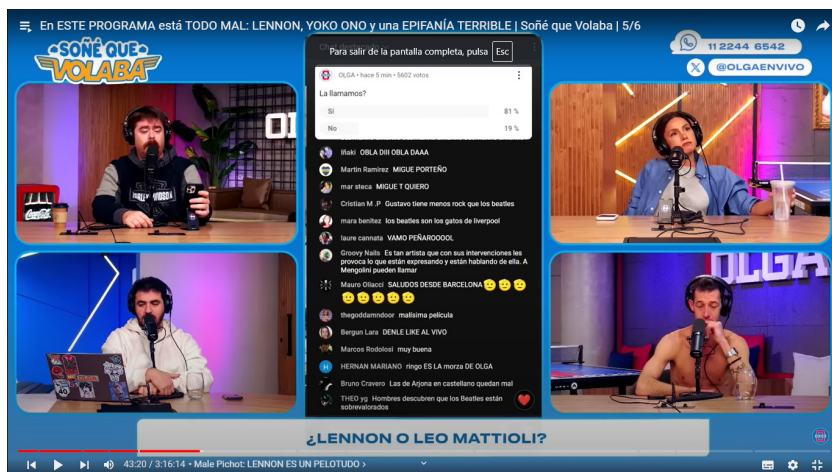 En ESTE PROGRAMA está TODO MAL: LENNON, YOKO ONO y una EPIFANÍA TERRIBLE | Soñé que Volaba | 5/6
SOÑÉ QUE
VOLABA
Para salir de la pantalla completa, pulsa Esc
11 2244 6542
@OLGAENVIVO
OLGA • hace 5 min • 5602 votos
La llamamos?
Si 81 %
No 19 %
Iñaki OBLA DIII OBLA DAAA
Martin Ramirez MIGUE PORTEÑO
mar steca MIGUE T QUIERO
Cristian M .P Gustavo tiene menos rock que los beatles
mara benitez los beatles son los gatos de liverpool
laure cannata VAMO PEÑAROOOOL
Groovy Nails Es tan artista que con sus intervenciones les
provoca lo que están expresando y están hablando de ella. A
Mengolini pueden llamar
Mauro Oliacci SALUDOS DESDE BARCELONA
thegoddamndoor malísima película
Bergun Lara DENLE LIKE AL VIVO
Marcos Rodolosi muy buena
H HERNAN MARIANO ringo ES LA morza DE OLGA
Bruno Cravero Las de Arjona en castellano quedan mal
THEO yg Hombres descubren que los Beatles están
sobrevalorados
Coca-Cola
OLGA
¿LENNON O LEO MATTIOLI?
43:20 / 3:16:14 • Male Pichot: LENNON ES UN PELOTUDO ›